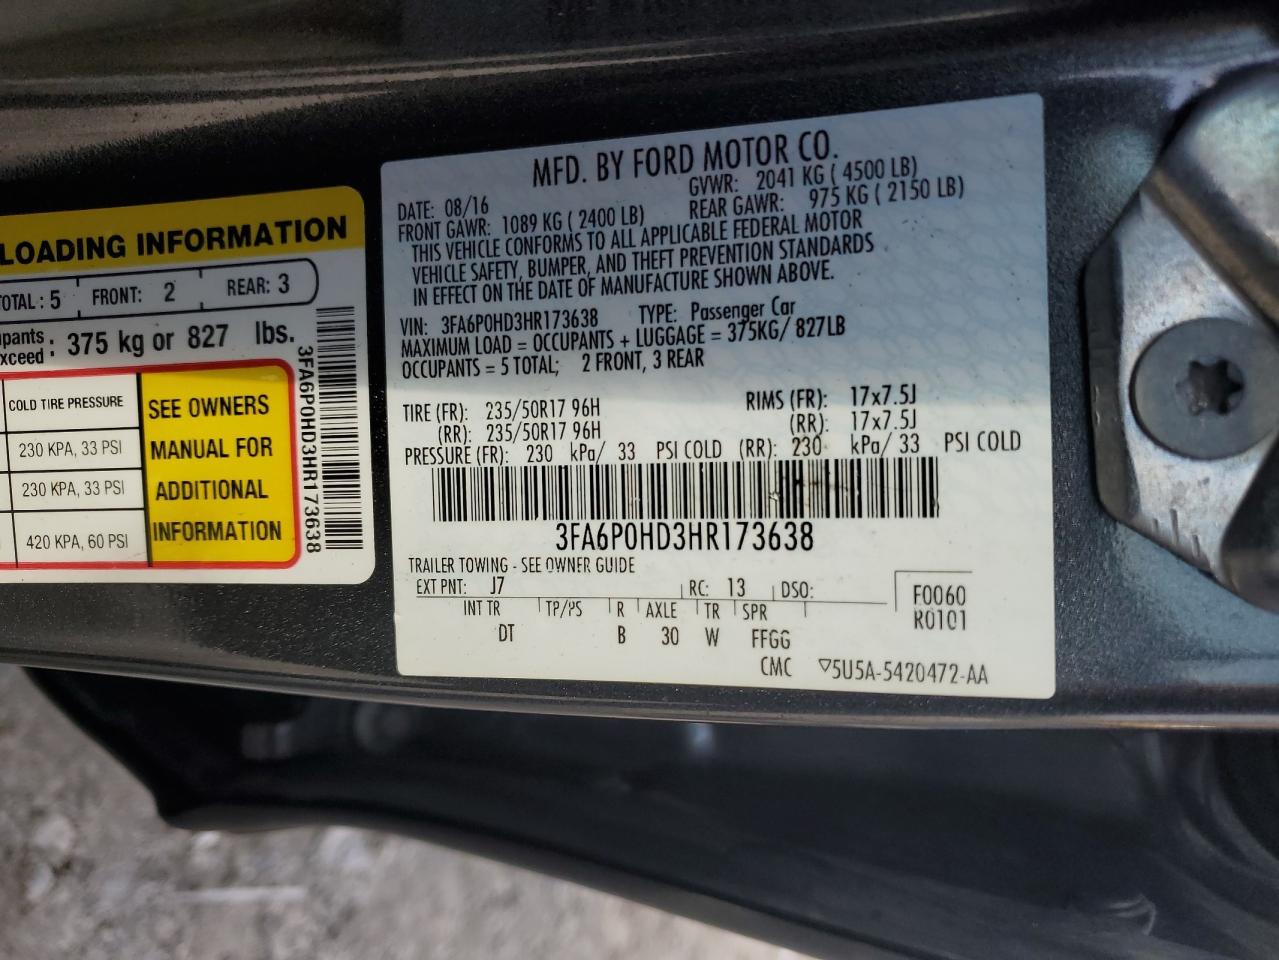 LOADING INFORMATION
TOTAL: 5 FRONT: 2 REAR: 3
pants
exceed : 375 kg or 827 lbs.
COLD TIRE PRESSURE
230 KPA, 33 PSI
230 KPA, 33 PSI
420 KPA, 60 PSI
SEE OWNERS
MANUAL FOR
ADDITIONAL
INFORMATION
3FA6P0HD3HR173638
MFD. BY FORD MOTOR CO.
DATE: 08/16 GVWR: 2041 KG ( 4500 LB)
FRONT GAWR: 1089 KG ( 2400 LB) REAR GAWR: 975 KG ( 2150 LB)
THIS VEHICLE CONFORMS TO ALL APPLICABLE FEDERAL MOTOR
VEHICLE SAFETY, BUMPER, AND THEFT PREVENTION STANDARDS
IN EFFECT ON THE DATE OF MANUFACTURE SHOWN ABOVE.
VIN: 3FA6P0HD3HR173638 TYPE: Passenger Car
MAXIMUM LOAD = OCCUPANTS + LUGGAGE = 375KG/ 827LB
OCCUPANTS = 5 TOTAL; 2 FRONT, 3 REAR
TIRE (FR): 235/50R17 96H RIMS (FR): 17x7.5J
(RR): 235/50R17 96H (RR): 17x7.5J
PRESSURE (FR): 230 kPa/ 33 PSI COLD (RR): 230 kPa/ 33 PSI COLD
3FA6P0HD3HR173638
TRAILER TOWING - SEE OWNER GUIDE
EXT PNT: J7 RC: 13 DSO:
INT TR TP/PS R AXLE TR SPR
DT B 30 W FFGG
F0060
R0101
CMC ▽5U5A-5420472-AA